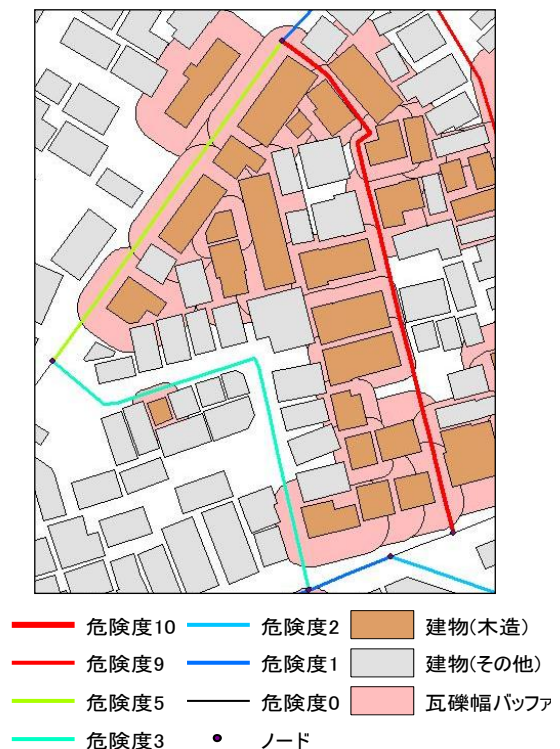 危険度10 危険度2 建物(木造)
危険度9 危険度1 建物(その他)
危険度5 危険度0 瓦礫幅バッファ
危険度3 ノード